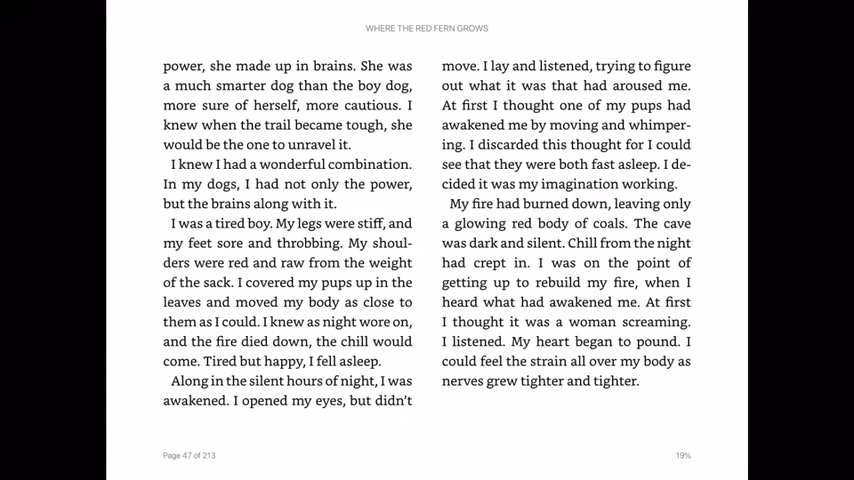 WHERE THE RED FERN GROWS
power, she made up in brains. She was
a much smarter dog than the boy dog,
more sure of herself, more cautious. I
knew when the trail became tough, she
would be the one to unravel it.
I knew I had a wonderful combination.
In my dogs, I had not only the power,
but the brains along with it.
I was a tired boy. My legs were stiff, and
my feet sore and throbbing. My shoul-
ders were red and raw from the weight
of the sack. I covered my pups up in the
leaves and moved my body as close to
them as I could. I knew as night wore on,
and the fire died down, the chill would
come. Tired but happy, I fell asleep.
Along in the silent hours of night, I was
awakened. I opened my eyes, but didn’t
move. I lay and listened, trying to figure
out what it was that had aroused me.
At first I thought one of my pups had
awakened me by moving and whimper-
ing. I discarded this thought for I could
see that they were both fast asleep. I de-
cided it was my imagination working.
My fire had burned down, leaving only
a glowing red body of coals. The cave
was dark and silent. Chill from the night
had crept in. I was on the point of
getting up to rebuild my fire, when I
heard what had awakened me. At first
I thought it was a woman screaming.
I listened. My heart began to pound. I
could feel the strain all over my body as
nerves grew tighter and tighter.
Page 47 of 213
19%